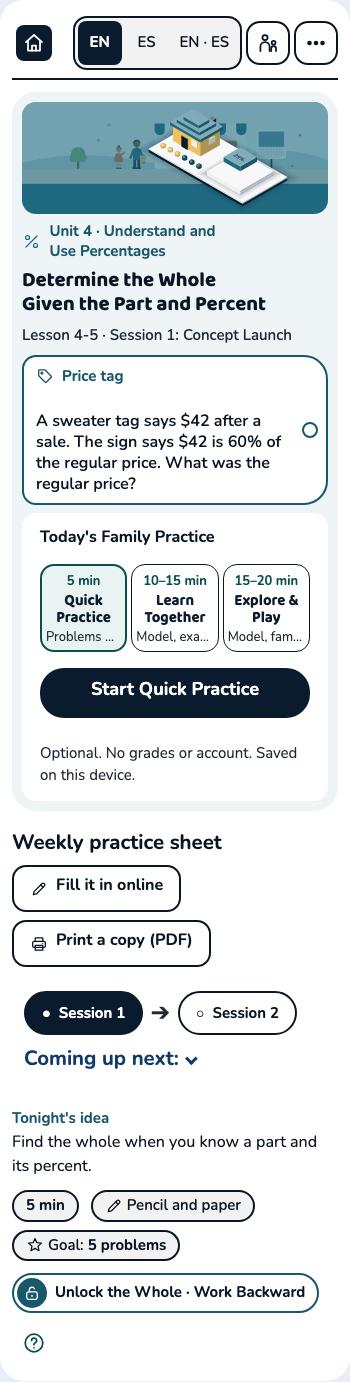 EN ES EN · ES
Unit 4 · Understand and
Use Percentages
Determine the Whole
Given the Part and Percent
Lesson 4-5 · Session 1: Concept Launch
Price tag
A sweater tag says $42 after a
sale. The sign says $42 is 60% of
the regular price. What was the
regular price?
Today's Family Practice
5 min
Quick
Practice
Problems ...
10–15 min
Learn
Together
Model, exa...
15–20 min
Explore &
Play
Model, fam...
Start Quick Practice
Optional. No grades or account. Saved
on this device.
Weekly practice sheet
Fill it in online
Print a copy (PDF)
Session 1
Session 2
Coming up next:
Tonight's idea
Find the whole when you know a part and
its percent.
5 min
Pencil and paper
Goal: 5 problems
Unlock the Whole · Work Backward